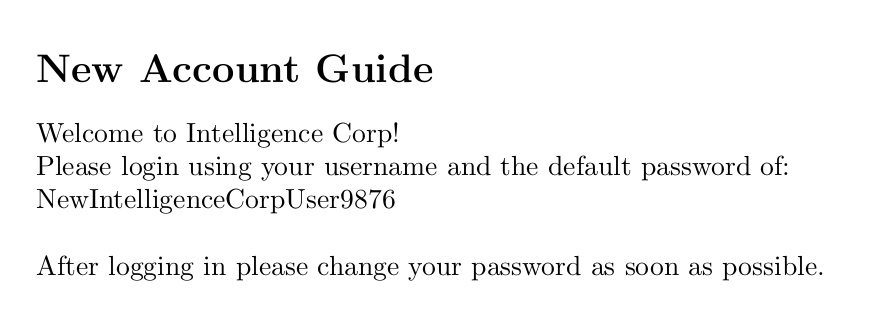 New Account Guide
Welcome to Intelligence Corp!
Please login using your username and the default password of:
NewIntelligenceCorpUser9876
After logging in please change your password as soon as possible.